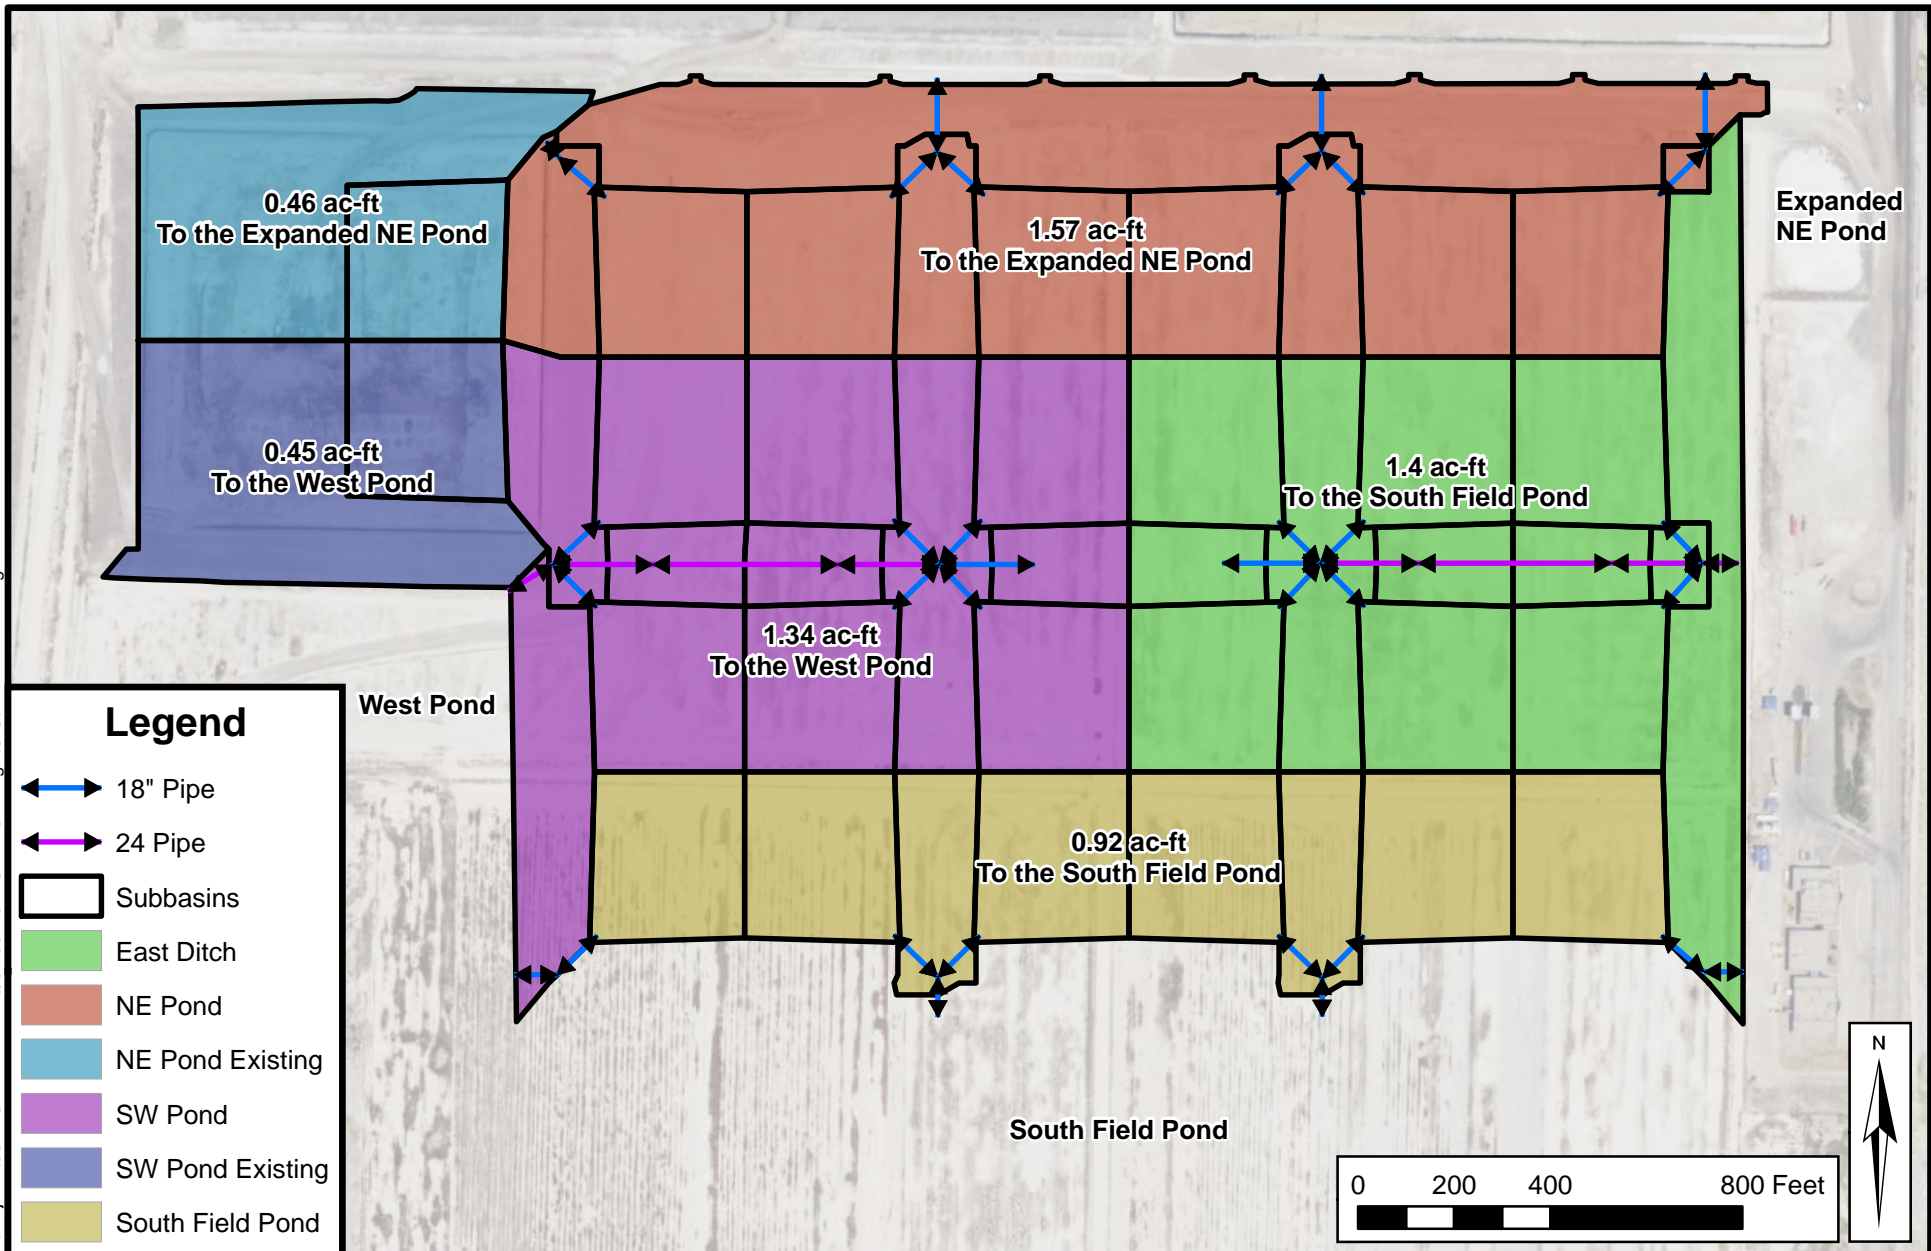 0.46 ac-ft
To the Expanded NE Pond
1.57 ac-ft
To the Expanded NE Pond
Expanded
NE Pond
0.45 ac-ft
To the West Pond
1.4 ac-ft
To the South Field Pond
1.34 ac-ft
To the West Pond
West Pond
0.92 ac-ft
To the South Field Pond
South Field Pond
Legend
18" Pipe
24 Pipe
Subbasins
East Ditch
NE Pond
NE Pond Existing
SW Pond
SW Pond Existing
South Field Pond
N
0 200 400 800 Feet